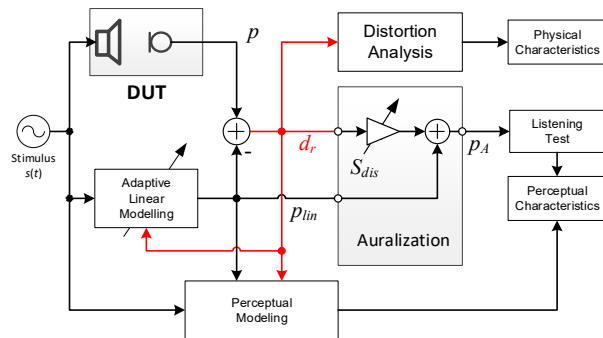 p
DUT
Distortion
Analysis
Physical
Characteristics
Stimulus
s(t)
-
d_r
S_dis
p_A
Listening
Test
Adaptive
Linear
Modelling
p_lin
Auralization
Perceptual
Characteristics
Perceptual
Modeling